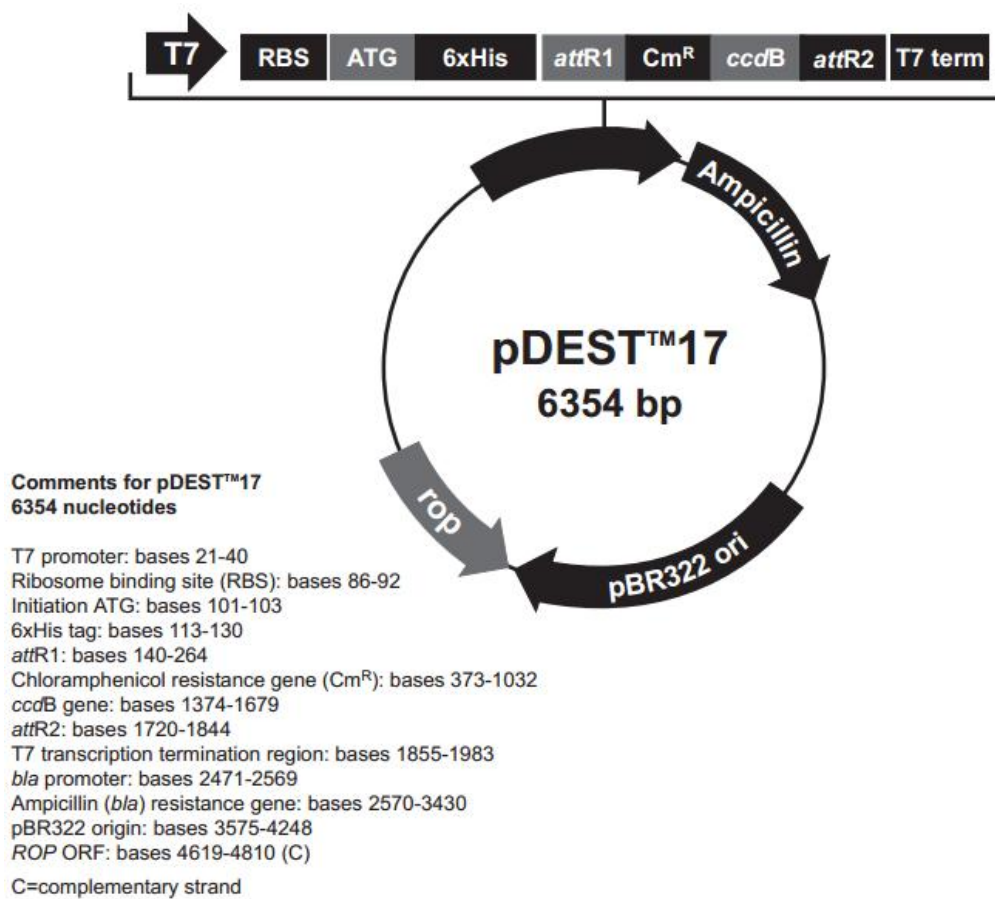 T7 RBS ATG 6xHis attR1 CmR ccdB attR2 T7 term
Ampicillin
pDEST™17
6354 bp
pBR322 ori
rop
Comments for pDEST™17
6354 nucleotides
T7 promoter: bases 21-40
Ribosome binding site (RBS): bases 86-92
Initiation ATG: bases 101-103
6xHis tag: bases 113-130
attR1: bases 140-264
Chloramphenicol resistance gene (CmR): bases 373-1032
ccdB gene: bases 1374-1679
attR2: bases 1720-1844
T7 transcription termination region: bases 1855-1983
bla promoter: bases 2471-2569
Ampicillin (bla) resistance gene: bases 2570-3430
pBR322 origin: bases 3575-4248
ROP ORF: bases 4619-4810 (C)
C=complementary strand